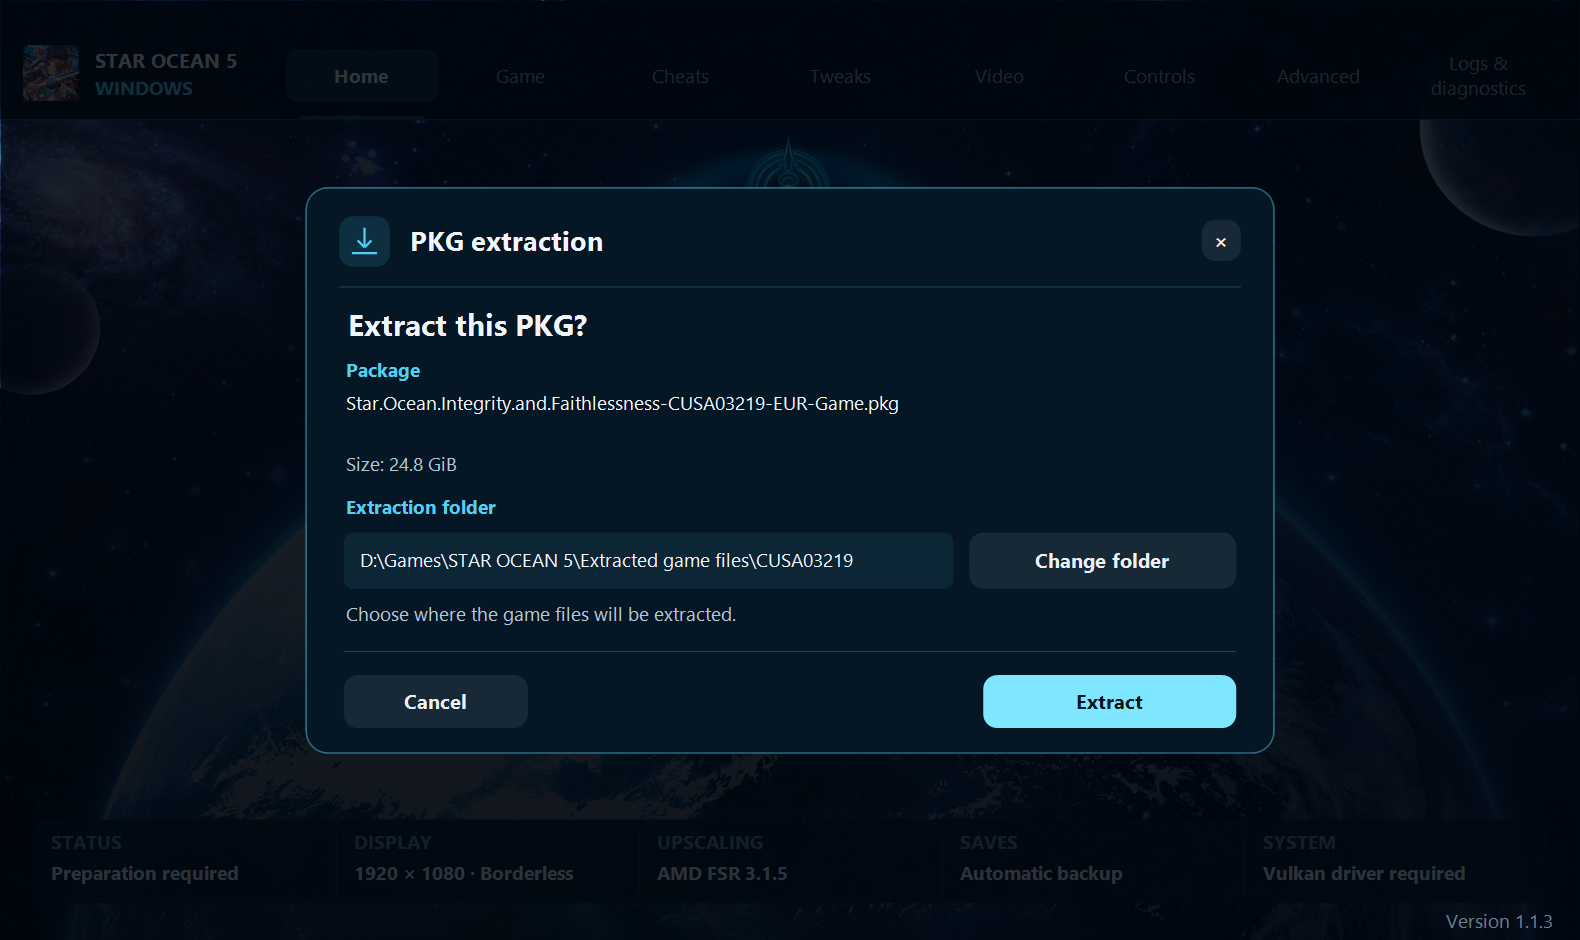 STAR OCEAN 5
WINDOWS
Home
Game
Cheats
Tweaks
Video
Controls
Advanced
Logs &
diagnostics
PKG extraction
×
Extract this PKG?
Package
Star.Ocean.Integrity.and.Faithlessness-CUSA03219-EUR-Game.pkg
Size: 24.8 GiB
Extraction folder
D:\Games\STAR OCEAN 5\Extracted game files\CUSA03219
Change folder
Choose where the game files will be extracted.
Cancel
Extract
STATUS
Preparation required
DISPLAY
1920 × 1080 · Borderless
UPSCALING
AMD FSR 3.1.5
SAVES
Automatic backup
SYSTEM
Vulkan driver required
Version 1.1.3